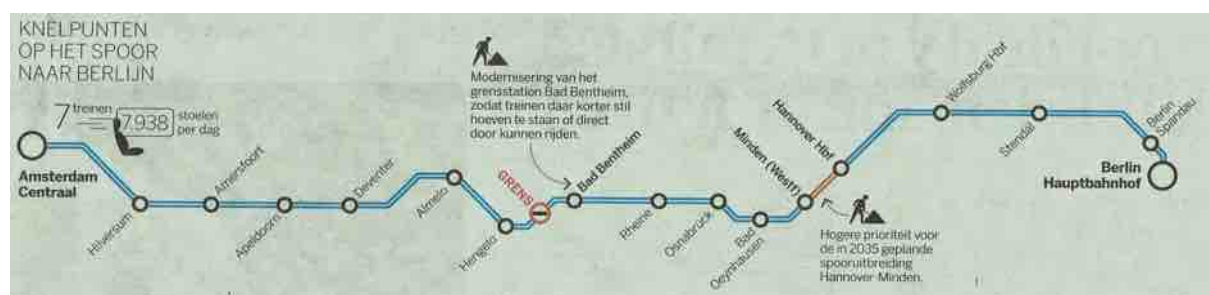 KNELPUNTEN
OP HET SPOOR
NAAR BERLIJN
7 treinen
7.938 stoelen
per dag
Amsterdam
Centraal
Hilversum
Amersfoort
Apeldoorn
Deventer
Almelo
Hengelo
GRENS
Modernisering van het
grensstation Bad Bentheim,
zodat treinen daar korter stil
hoeven te staan of direct
door kunnen rijden.
Bad Bentheim
Rheine
Osnabrück
Bad
Oeynhausen
Minden (Westf)
Hannover Hbf
Hogere prioriteit voor
de in 2035 geplande
spooruitbreiding
Hannover-Minden.
Wolfsburg Hbf
Stendal
Berlin
Spandau
Berlin
Hauptbahnhof